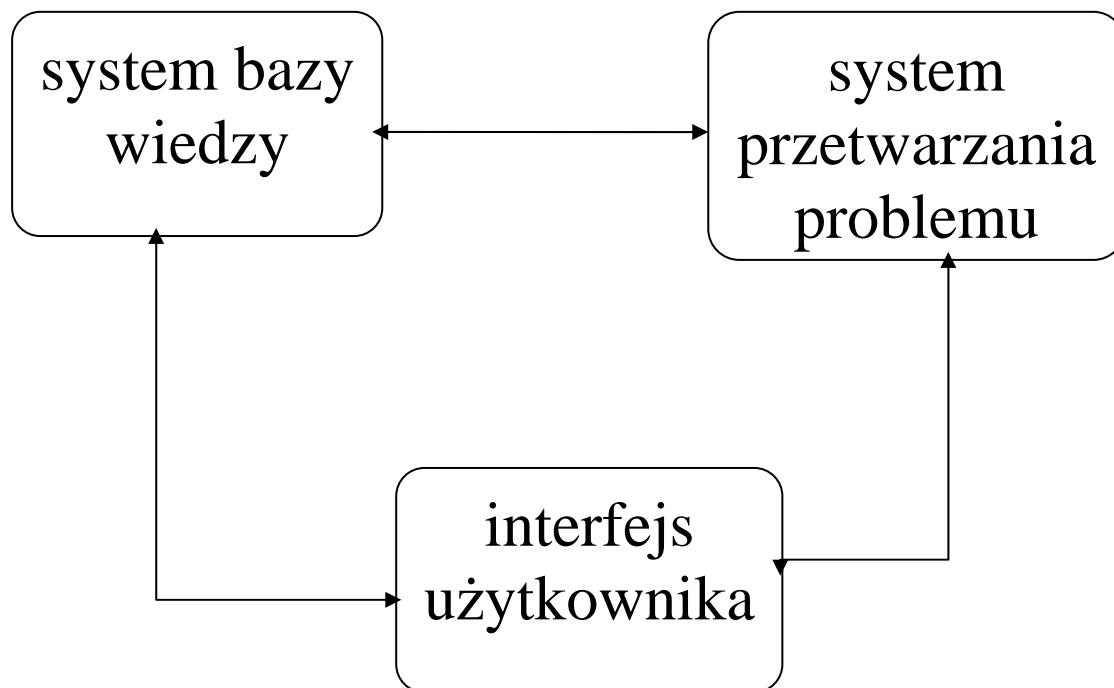 system bazy
wiedzy
system
przetwarzania
problemu
interfejs
użytkownika